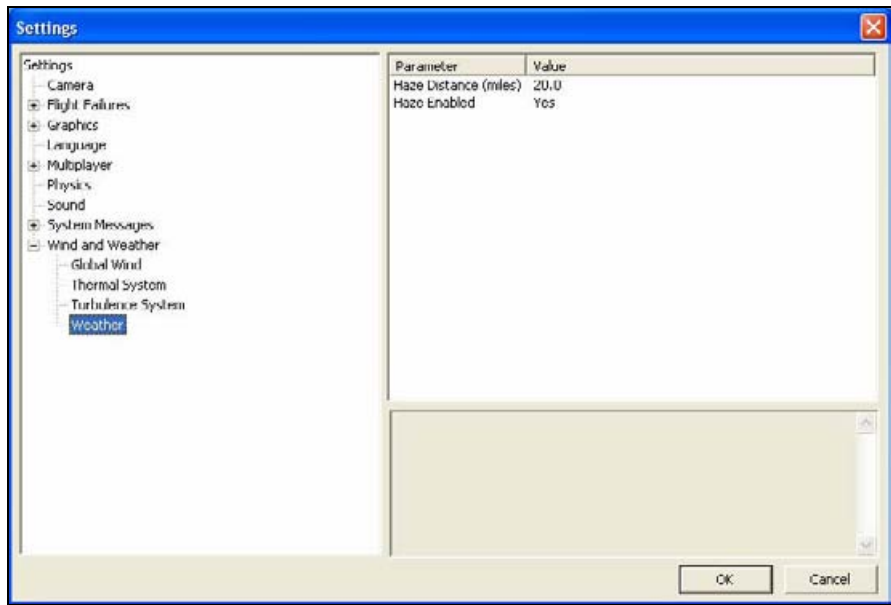 Settings
Settings
Camera
Flight Failures
Graphics
Language
Multiplayer
Physics
Sound
System Messages
Wind and Weather
Global Wind
Thermal System
Turbulence System
Weather
Parameter Value
Haze Distance (miles) 20.0
Haze Enabled Yes
OK Cancel